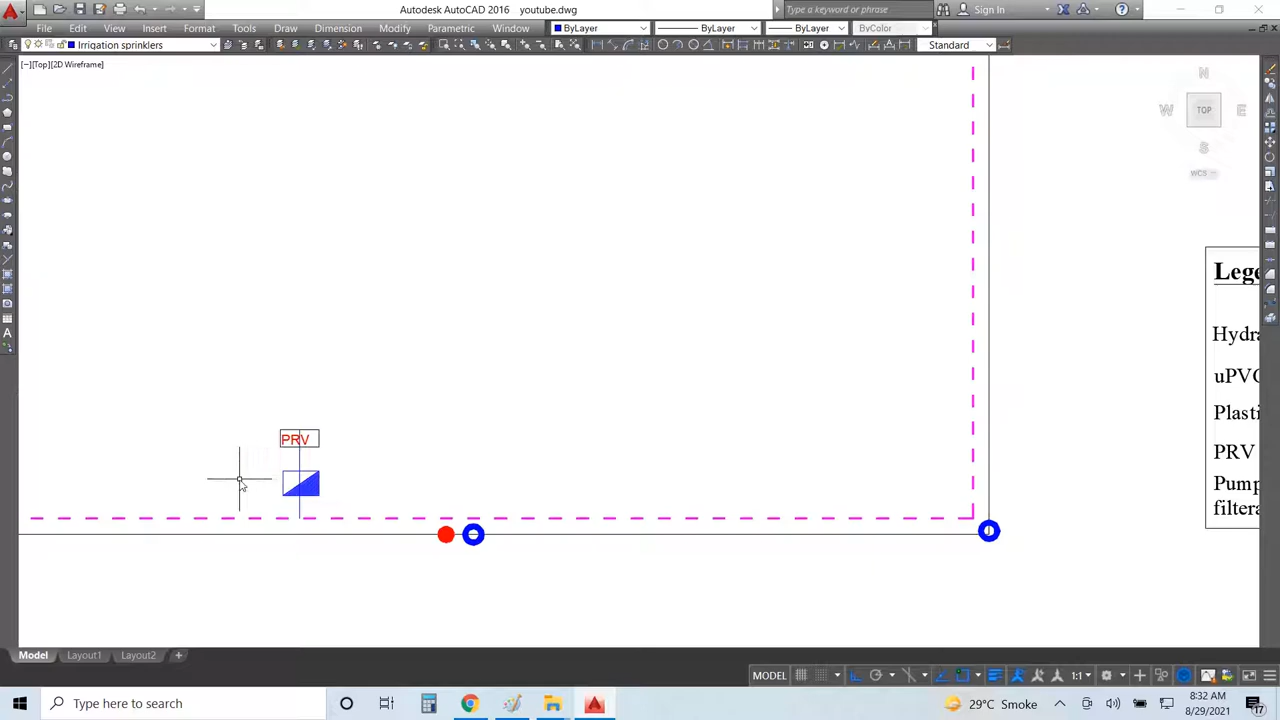 Autodesk AutoCAD 2016 youtube.dwg
Type a keyword or phrase
Sign In
File Edit View Insert Format Tools Draw Dimension Modify Parametric Window
ByLayer
ByLayer
ByLayer
ByColor
Irrigation sprinklers
Standard
[−][Top][2D Wireframe]
N
W TOP E
S
WCS
Lege
Hydra
uPVC
Plasti
PRV
Pump
filtera
PRV
Model Layout1 Layout2
MODEL
1:1
Type here to search
29°C Smoke
8:32 AM
8/29/2021
17